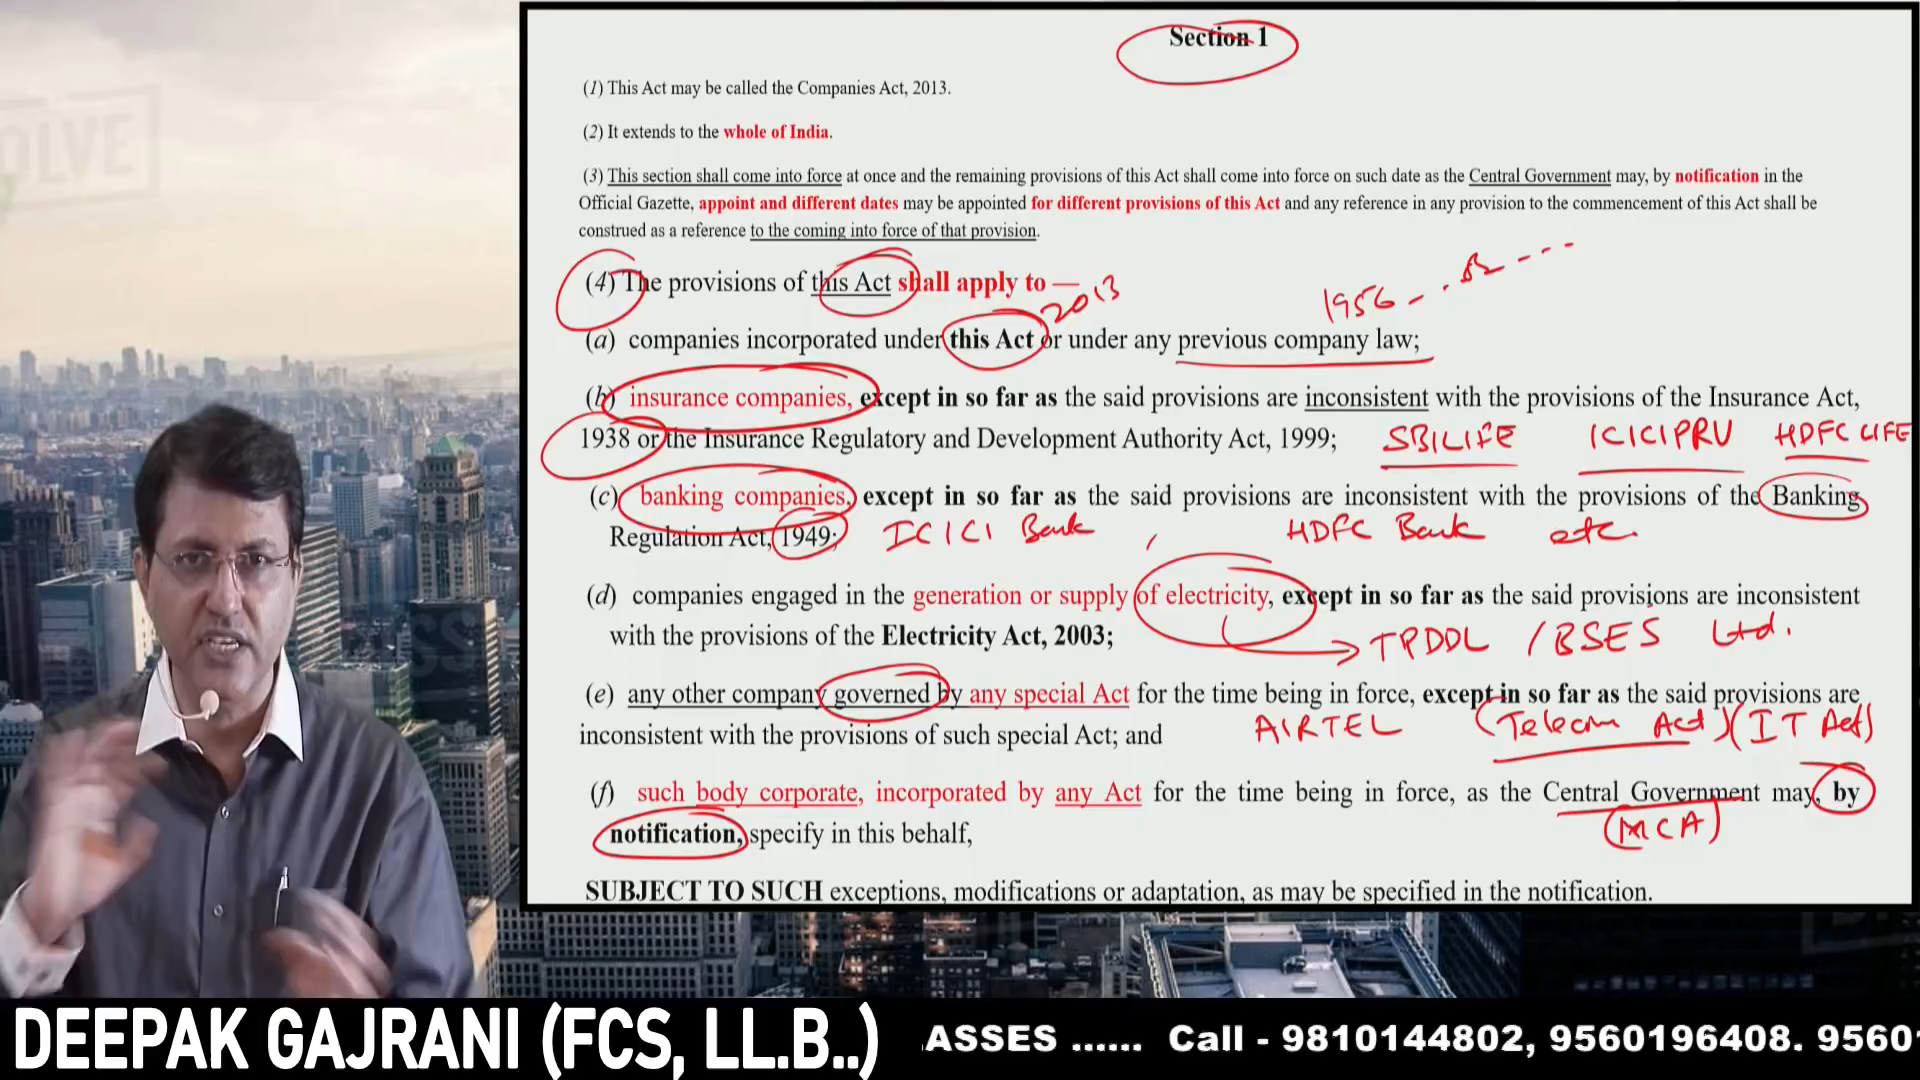 OLVE
Section 1
(1) This Act may be called the Companies Act, 2013.
(2) It extends to the whole of India.
(3) This section shall come into force at once and the remaining provisions of this Act shall come into force on such date as the Central Government may, by notification in the
Official Gazette, appoint and different dates may be appointed for different provisions of this Act and any reference in any provision to the commencement of this Act shall be
construed as a reference to the coming into force of that provision.
(4) The provisions of this Act shall apply to —
2013
1956
(a) companies incorporated under this Act or under any previous company law;
(b) insurance companies, except in so far as the said provisions are inconsistent with the provisions of the Insurance Act,
1938 or the Insurance Regulatory and Development Authority Act, 1999; SBILIFE ICICIPRU HDFC LIFE
(c) banking companies, except in so far as the said provisions are inconsistent with the provisions of the Banking
Regulation Act, 1949; ICICI Bank , HDFC Bank etc.
(d) companies engaged in the generation or supply of electricity, except in so far as the said provisions are inconsistent
with the provisions of the Electricity Act, 2003; TPDDL / BSES Ltd.
(e) any other company governed by any special Act for the time being in force, except in so far as the said provisions are
inconsistent with the provisions of such special Act; and AIRTEL (Telecom Act) (IT Act)
(f) such body corporate, incorporated by any Act for the time being in force, as the Central Government may, by
(MCA)
notification, specify in this behalf,
SUBJECT TO SUCH exceptions, modifications or adaptation, as may be specified in the notification.
DEEPAK GAJRANI (FCS, LL.B..)
ASSES ...... Call - 9810144802, 9560196408. 9560